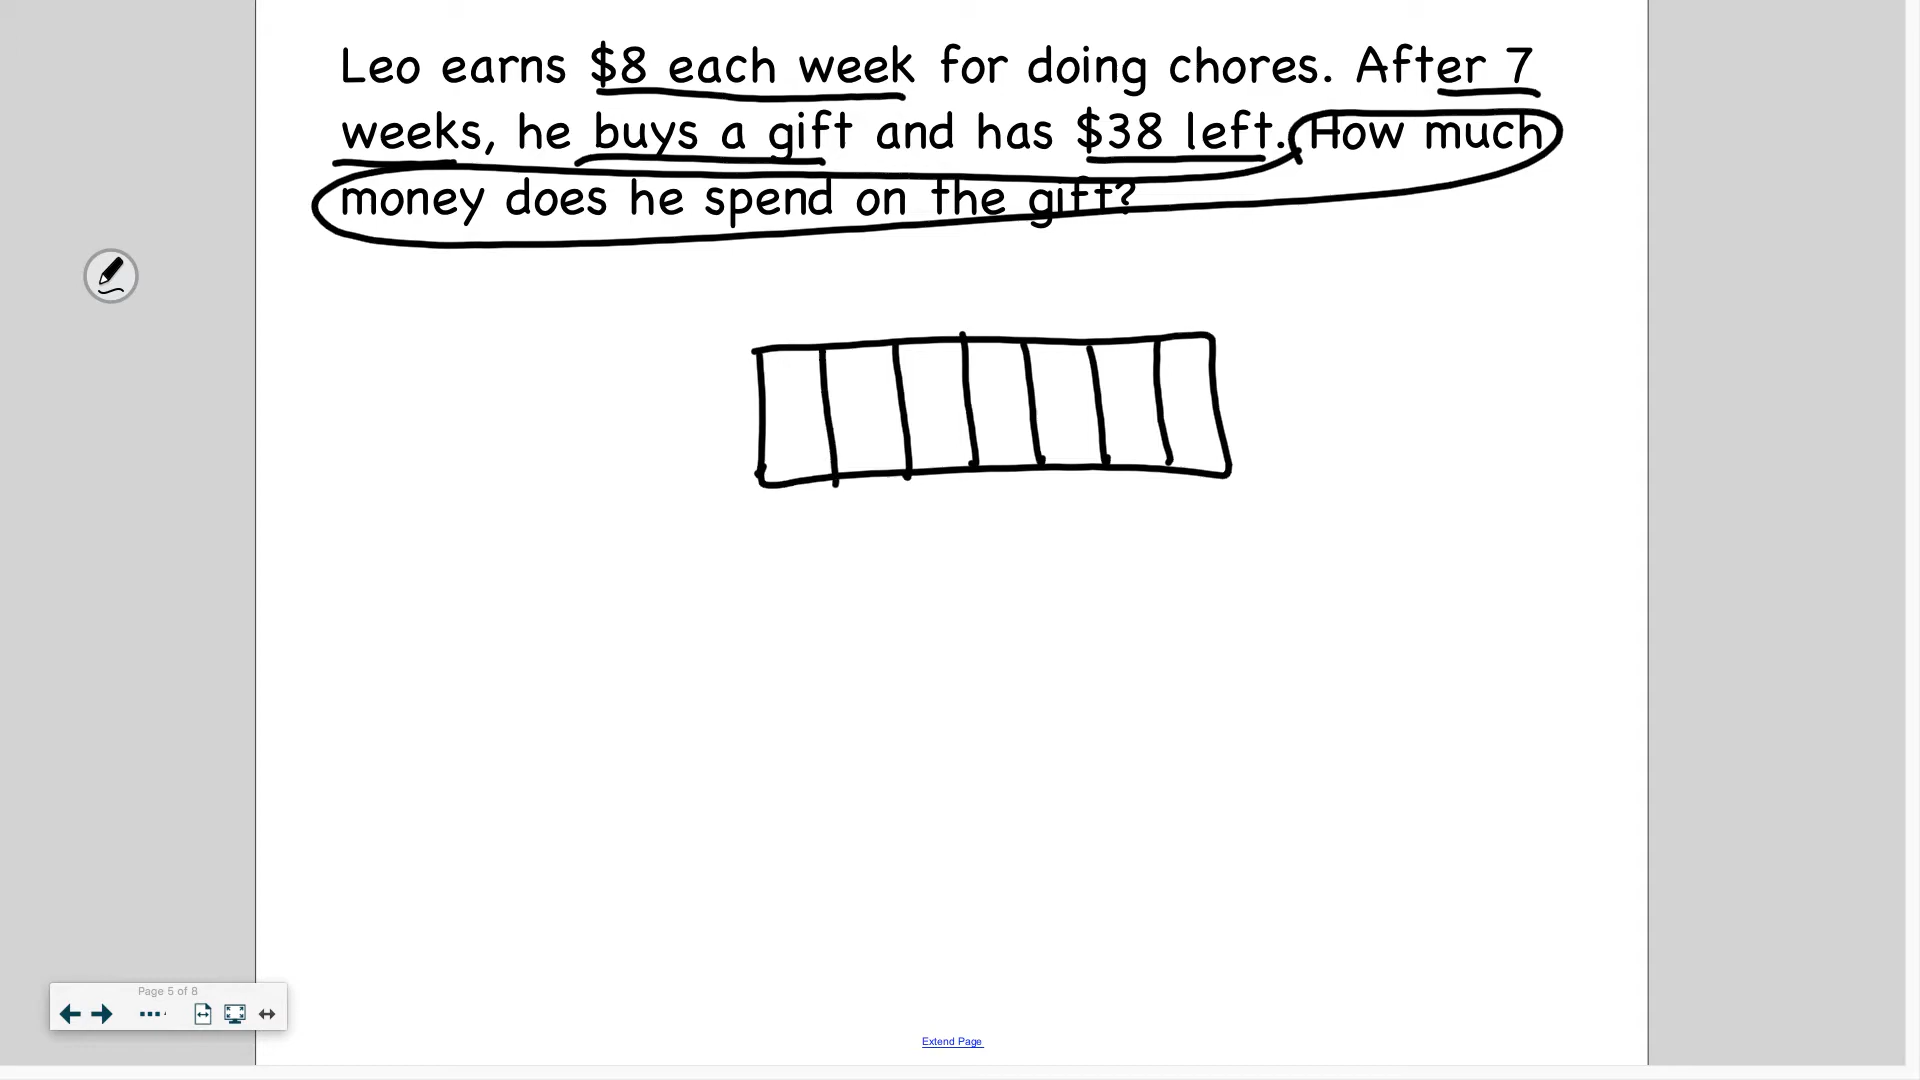 Leo earns $8 each week for doing chores. After 7
weeks, he buys a gift and has $38 left. How much
money does he spend on the gift?
Page 5 of 8
Extend Page